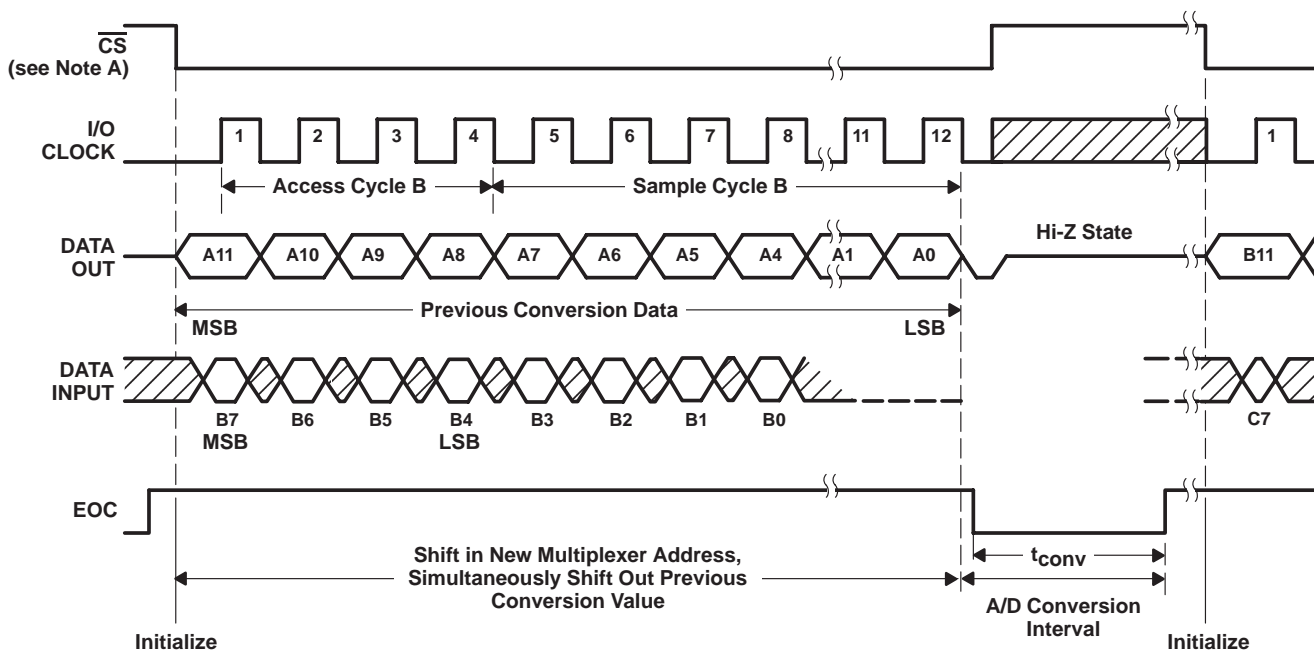 CS
(see Note A)
I/O
CLOCK
1 2 3 4 5 6 7 8 11 12 1
Access Cycle B Sample Cycle B
DATA
OUT
A11 A10 A9 A8 A7 A6 A5 A4 A1 A0 Hi-Z State B11
Previous Conversion Data
MSB LSB
DATA
INPUT
B7 B6 B5 B4 B3 B2 B1 B0 C7
MSB LSB
EOC
Shift in New Multiplexer Address,
Simultaneously Shift Out Previous
Conversion Value
tconv
A/D Conversion
Interval
Initialize Initialize